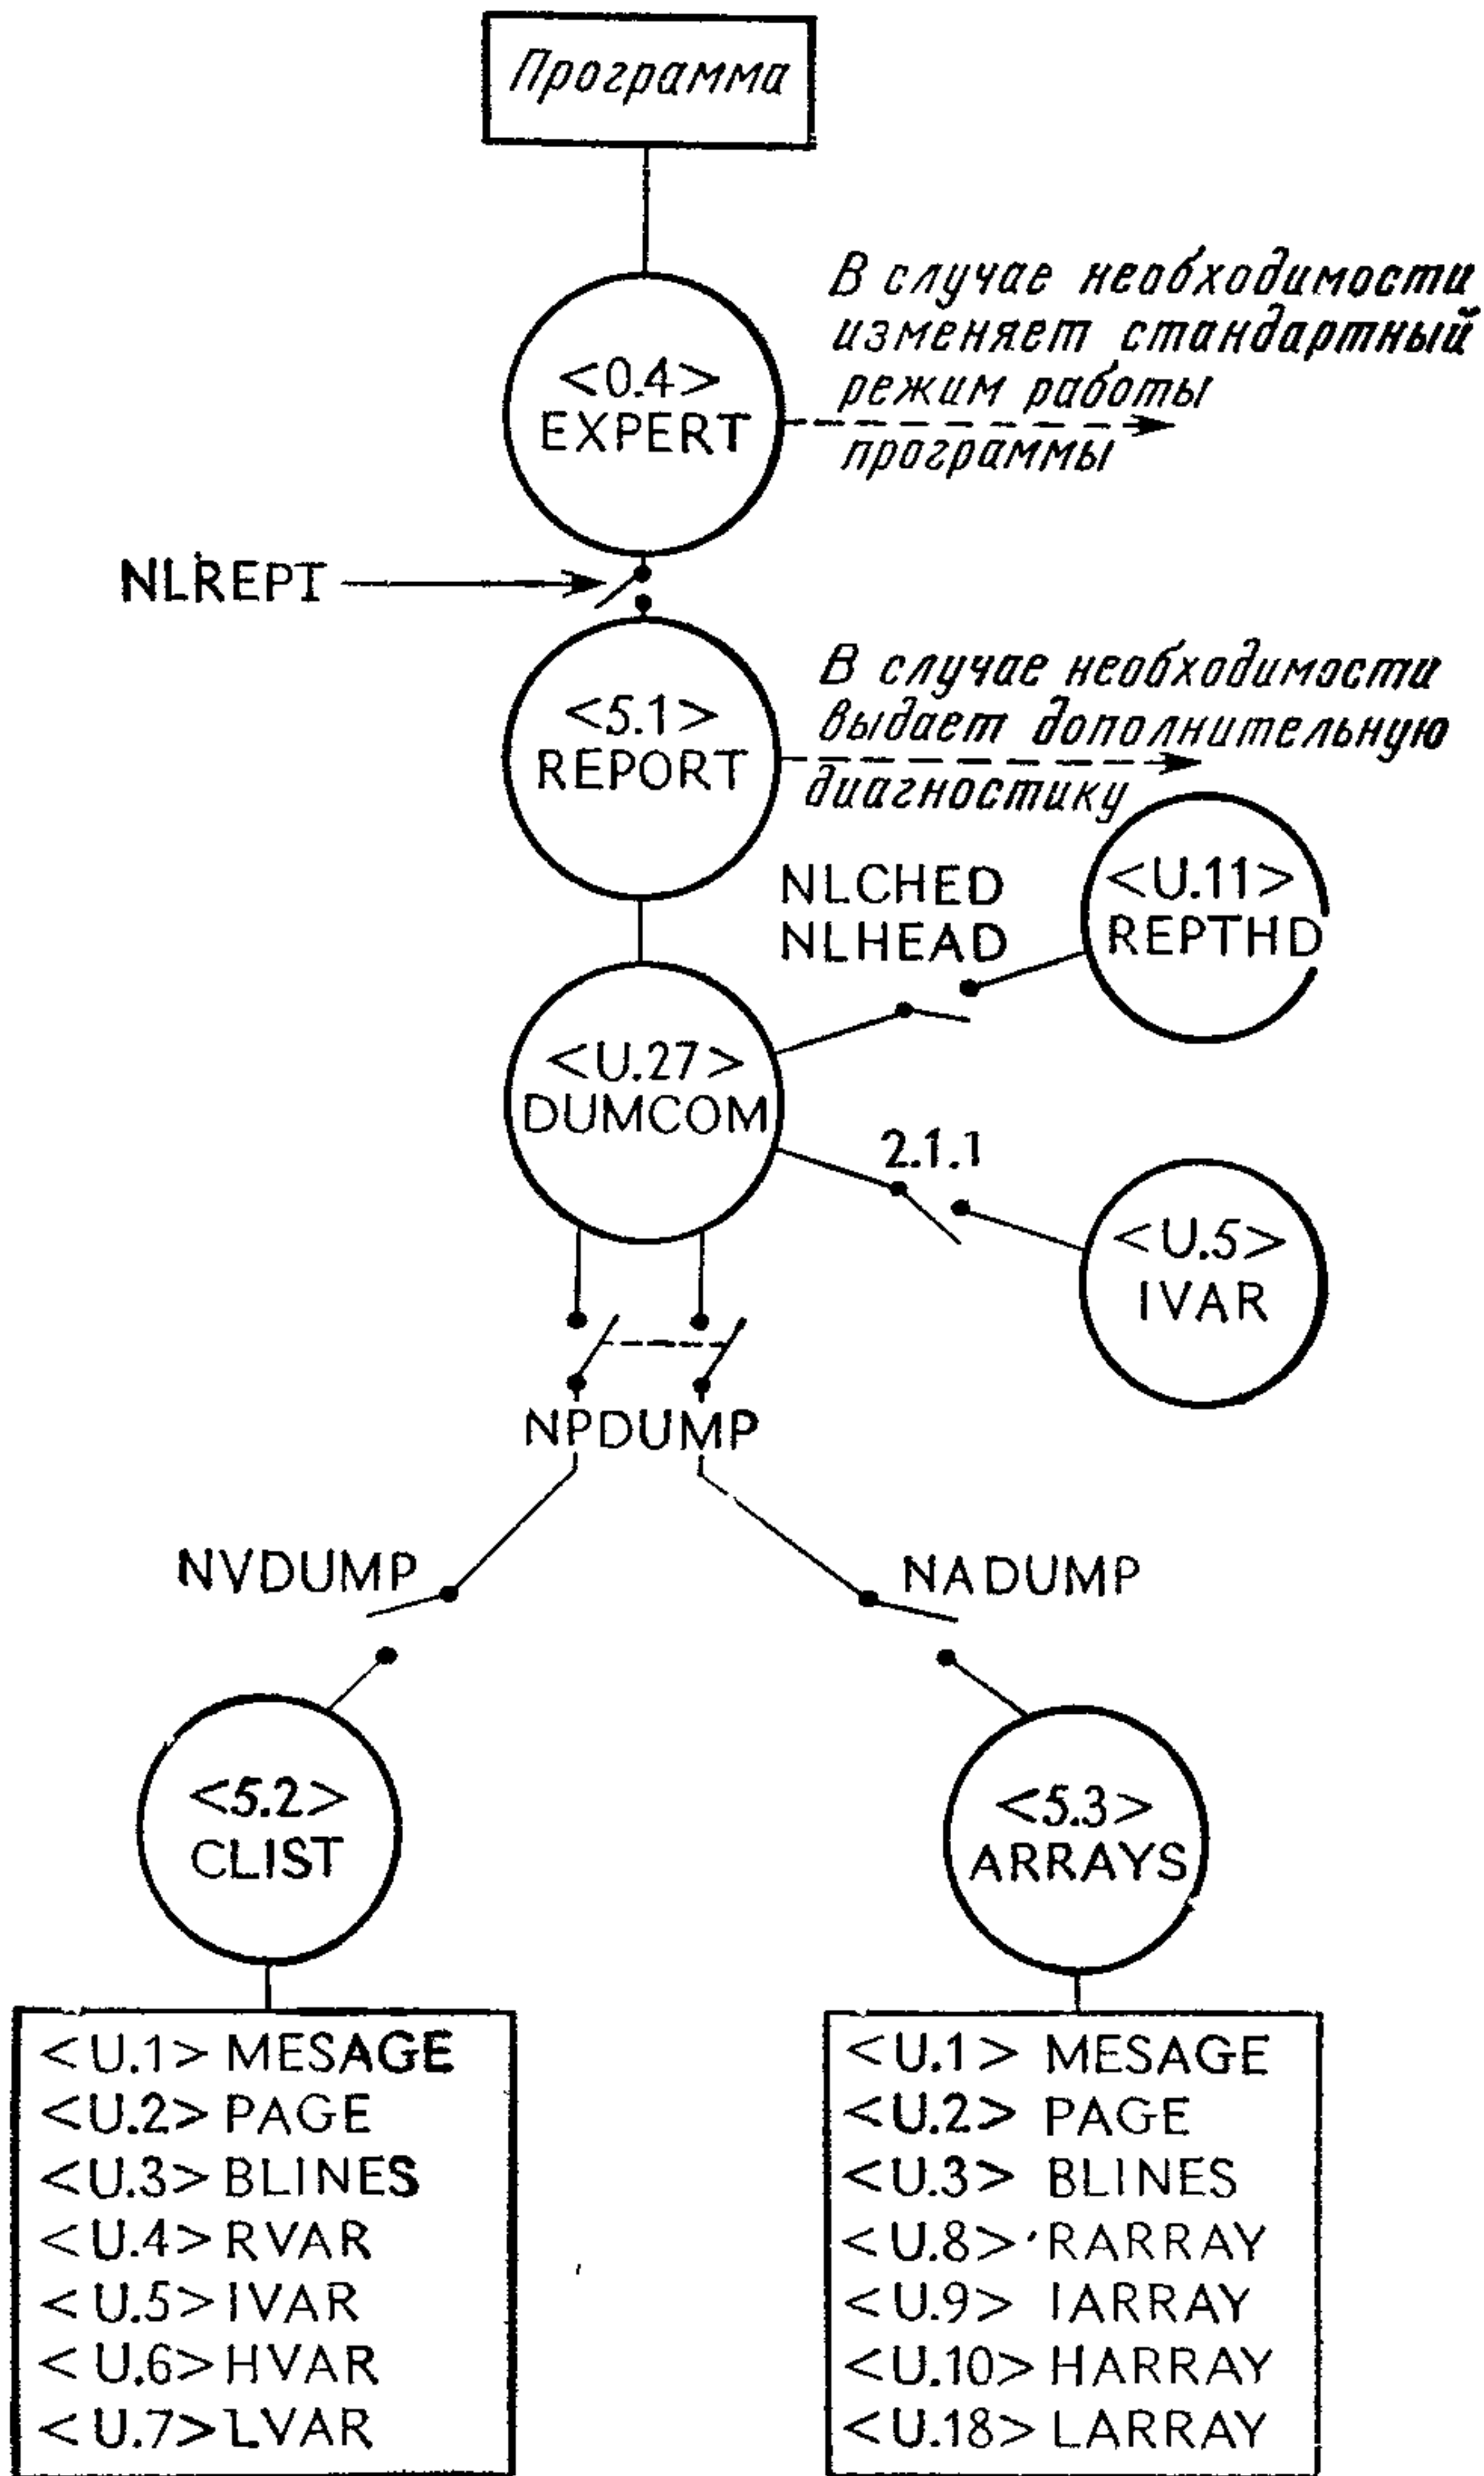 Программа
<0.4>
EXPERT
В случае необходимости
изменяет стандартный
режим работы
программы
NLREPT
<5.1>
REPORT
В случае необходимости
выдает дополнительную
диагностику
NLCHED
NLHEAD
<U.11>
REPTHD
<U.27>
DUMCOM
2.1.1
<U.5>
IVAR
NPDUMP
NVDUMP
NADUMP
<5.2>
CLIST
<5.3>
ARRAYS
<U.1> MESAGE
<U.2> PAGE
<U.3> BLINES
<U.4> RVAR
<U.5> IVAR
<U.6> HVAR
<U.7> LVAR
<U.1> MESAGE
<U.2> PAGE
<U.3> BLINES
<U.8> RARRAY
<U.9> IARRAY
<U.10> HARRAY
<U.18> LARRAY